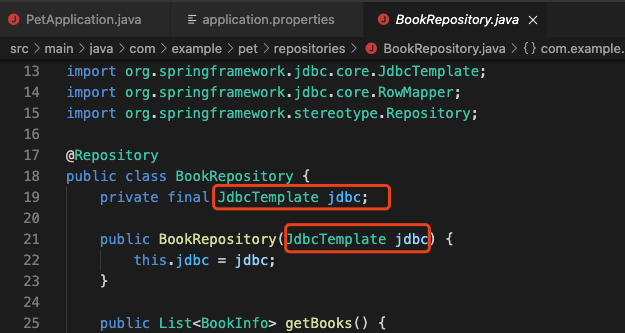 PetApplication.java application.properties BookRepository.java ×
src > main > java > com > example > pet > repositories > BookRepository.java > {} com.example.
13 import org.springframework.jdbc.core.JdbcTemplate;
14 import org.springframework.jdbc.core.RowMapper;
15 import org.springframework.stereotype.Repository;
16
17 @Repository
18 public class BookRepository {
19 private final JdbcTemplate jdbc;
20
21 public BookRepository(JdbcTemplate jdbc) {
22 this.jdbc = jdbc;
23 }
24
25 public List<BookInfo> getBooks() {